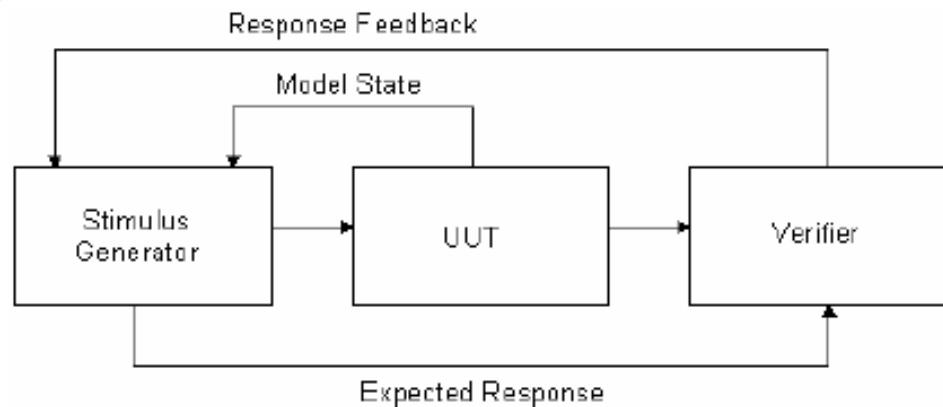 Response Feedback
Model State
Stimulus
Generator
UUT
Verifier
Expected Response